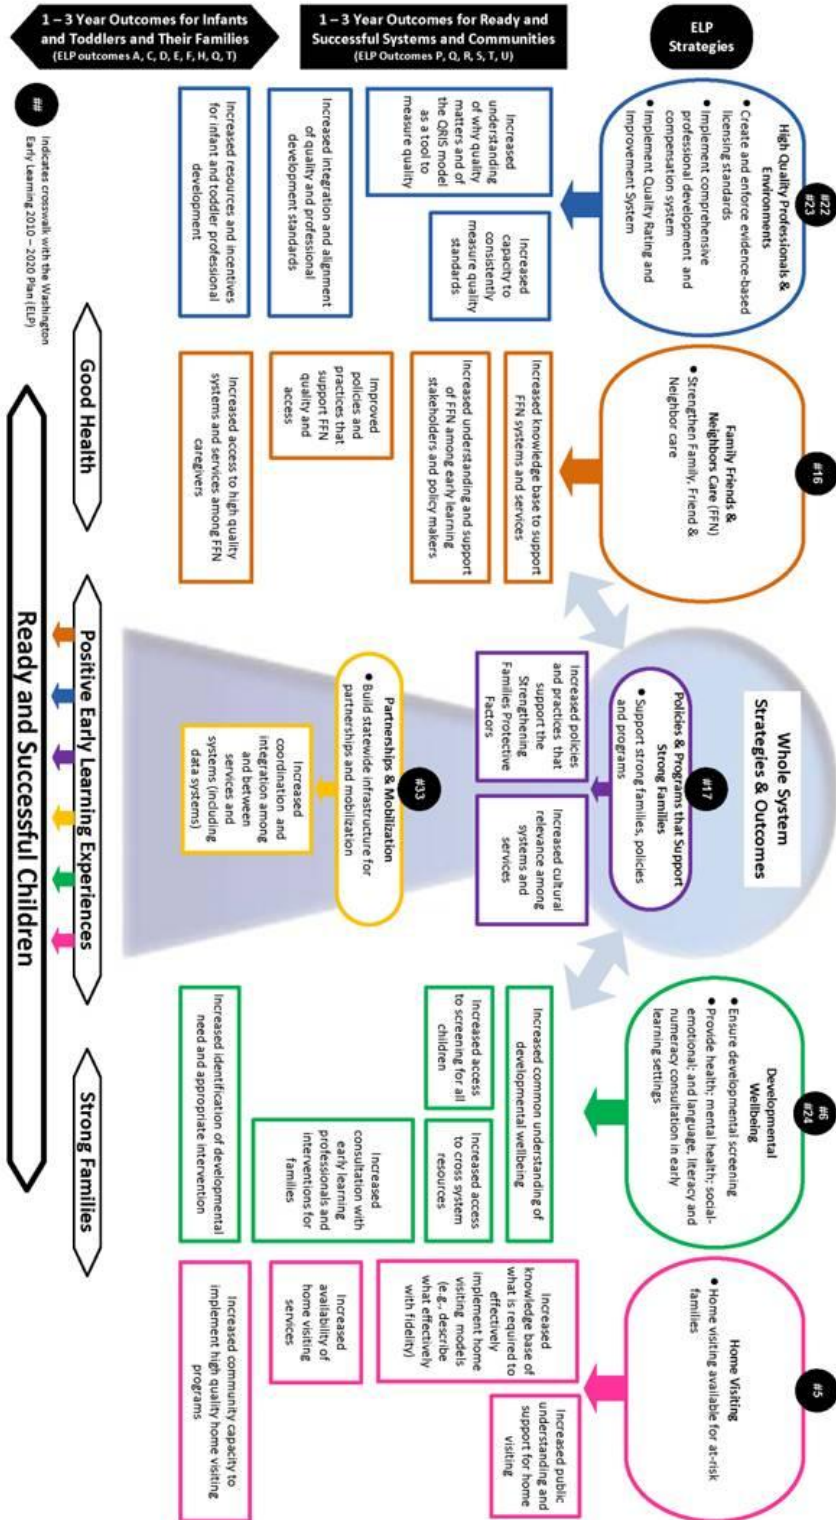 ELP
Strategies
1 – 3 Year Outcomes for Ready and
Successful Systems and Communities
(ELP Outcomes P, Q, R, S, T, U)
1 – 3 Year Outcomes for Infants
and Toddlers and Their Families
(ELP outcomes A, C, D, E, F, H, Q, T)
#22
#23
High Quality Professionals &
Environments
• Create and enforce evidence-based
licensing standards
• Implement comprehensive
professional development and
compensation system
• Implement Quality Rating and
Improvement System
Increased
understanding
of why quality
matters and of
the QRIS model
as a tool to
measure quality
Increased
capacity to
consistently
measure quality
standards
Increased integration and alignment
of quality and professional
development standards
Increased resources and incentives
for infant and toddler professional
development
#16
Family Friends &
Neighbors Care (FFN)
• Strengthen Family, Friend &
Neighbor care
Increased knowledge base to support
FFN systems and services
Increased understanding and support
of FFN among early learning
stakeholders and policy makers
Improved
policies and
practices that
support FFN
quality and
access
Increased access to high quality
systems and services among FFN
caregivers
Whole System
Strategies & Outcomes
#17
Policies & Programs that Support
Strong Families
• Support strong families, policies
and programs
Increased policies
and practices that
support the
Strengthening
Families Protective
Factors
Increased cultural
relevance among
systems and
services
#33
Partnerships & Mobilization
• Build statewide infrastructure for
partnerships and mobilization
Increased
coordination and
integration among
and between
services and
systems (including
data systems)
#6
#24
Developmental
Wellbeing
• Ensure developmental screening
• Provide health; mental health; social-
emotional; and language, literacy and
numeracy consultation in early
learning settings
Increased common understanding of
developmental wellbeing
Increased access
to screening for all
children
Increased access
to cross system
resources
Increased
consultation with
early learning
professionals and
interventions for
families
Increased identification of developmental
need and appropriate intervention
#5
Home Visiting
• Home visiting available for at-risk
families
Increased
knowledge base of
what is required to
effectively
implement home
visiting models
(e.g., describe
what effectively
with fidelity)
Increased public
understanding and
support for home
visiting
Increased
availability of
home visiting
services
Increased community capacity to
implement high quality home visiting
programs
Good Health
Positive Early Learning Experiences
Strong Families
Ready and Successful Children
##
Indicates crosswalk with the Washington
Early Learning 2010 – 2020 Plan (ELP)